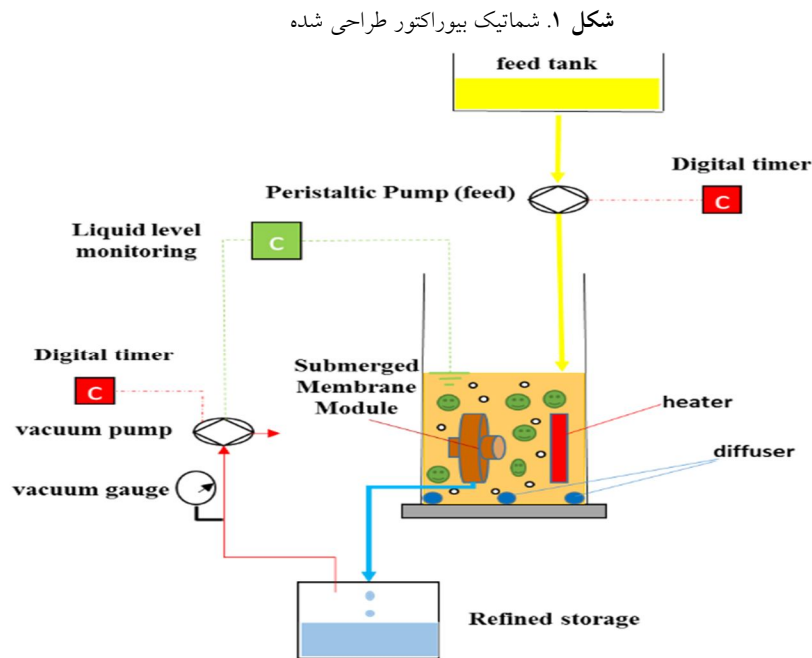 شکل ۱. شماتیک بیوراکتور طراحی شده
feed tank
Digital timer
Peristaltic Pump (feed)
C
Liquid level
monitoring
C
Digital timer
C
Submerged
Membrane
Module
heater
vacuum pump
diffuser
vacuum gauge
Refined storage